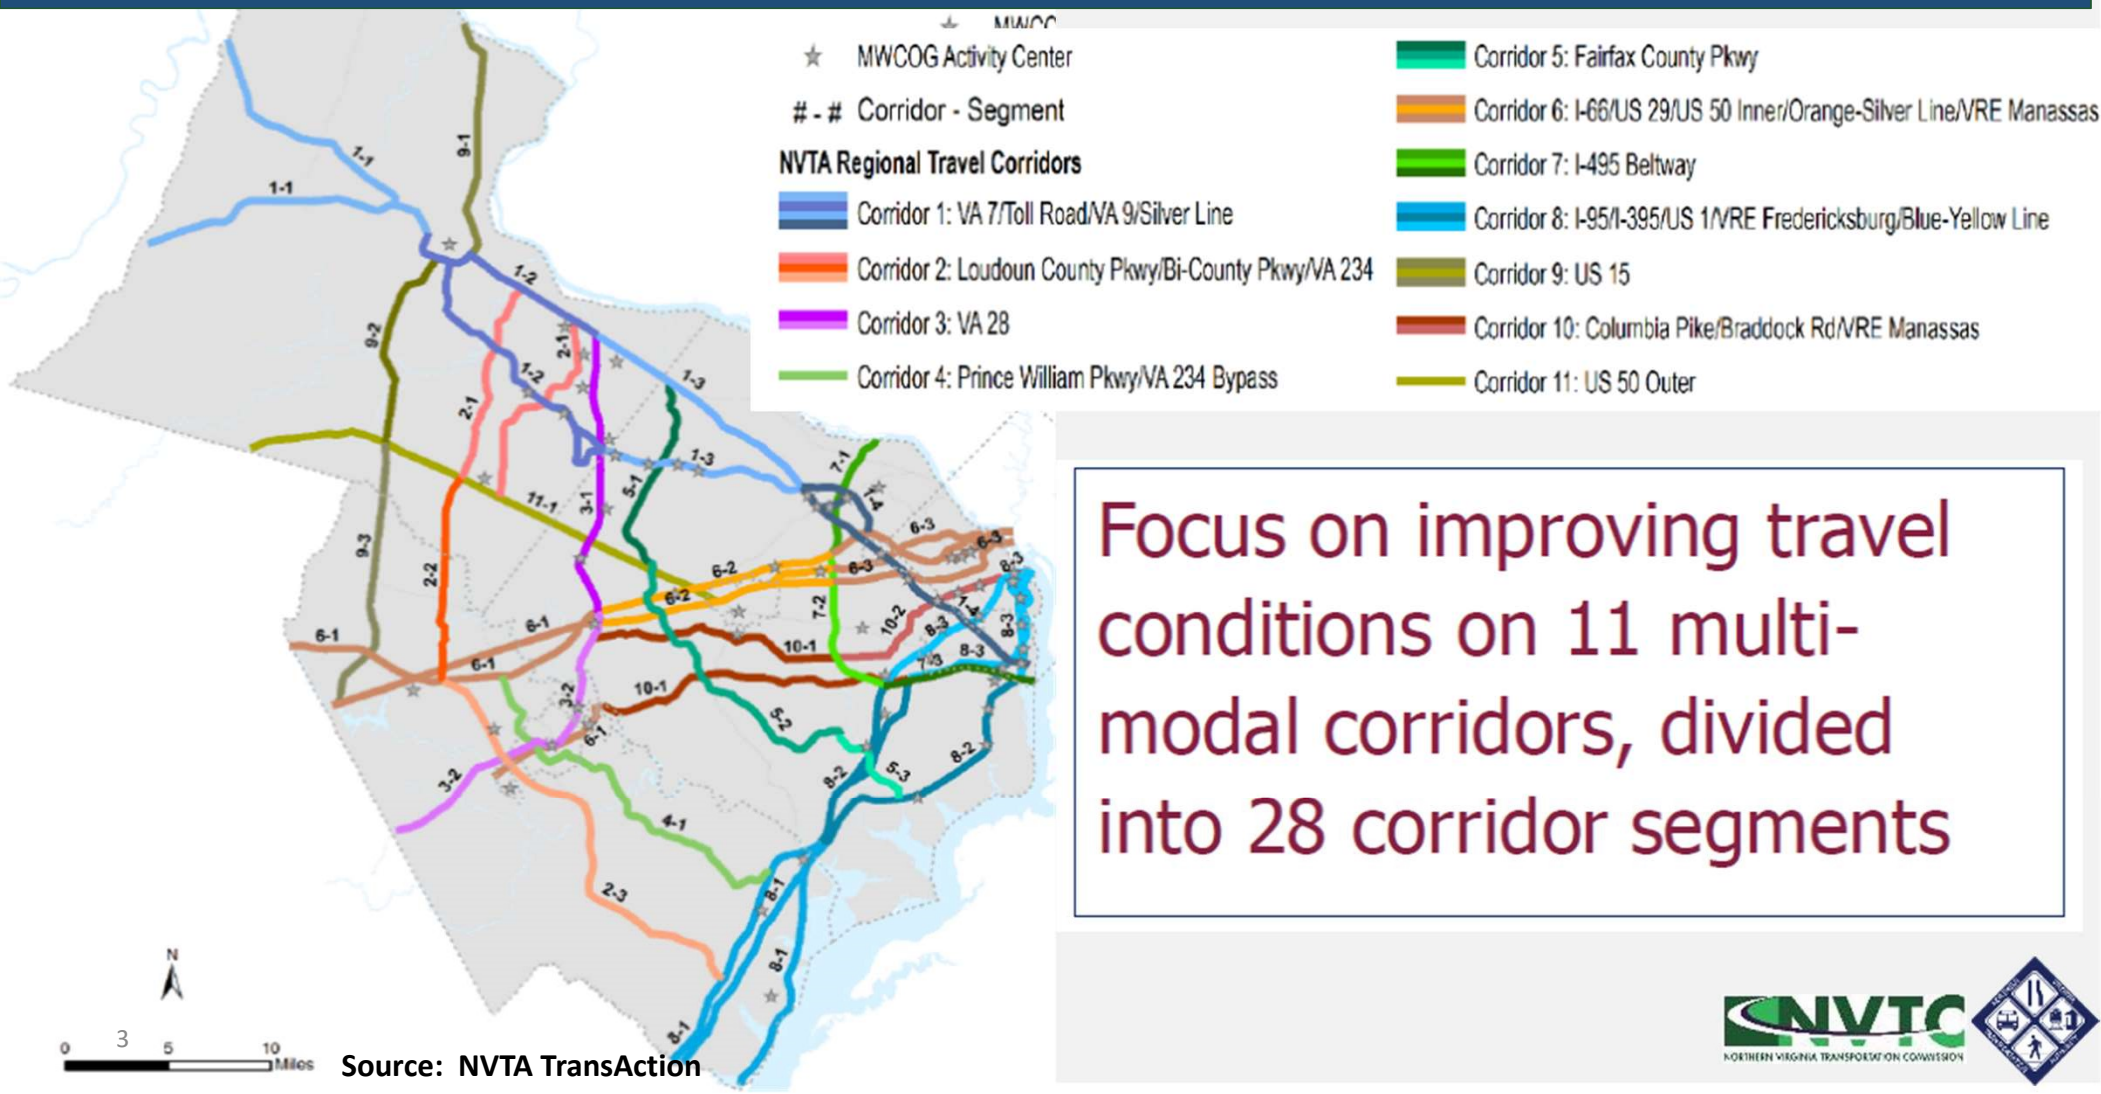 MWCOG Activity Center
# - # Corridor - Segment
NVTA Regional Travel Corridors
Corridor 1: VA 7/Toll Road/VA 9/Silver Line
Corridor 2: Loudoun County Pkwy/Bi-County Pkwy/VA 234
Corridor 3: VA 28
Corridor 4: Prince William Pkwy/VA 234 Bypass
Corridor 5: Fairfax County Pkwy
Corridor 6: I-66/US 29/US 50 Inner/Orange-Silver Line/VRE Manassas
Corridor 7: I-495 Beltway
Corridor 8: I-95/I-395/US 1/VRE Fredericksburg/Blue-Yellow Line
Corridor 9: US 15
Corridor 10: Columbia Pike/Braddock Rd/VRE Manassas
Corridor 11: US 50 Outer
1-1
1-1
9-1
1-2
9-2
2-1
1-2
1-3
2-1
1-3
7-1
5-1
3-1
11-1
1-4
6-3
6-3
9-3
2-2
6-2
6-3
8-3
6-2
7-2
10-2
1-4
8-3
8-3
6-1
6-1
10-1
8-3
7-3
6-1
3-2
10-1
5-2
6-1
8-2
3-2
8-2
5-3
4-1
2-3
8-1
8-1
8-1
Focus on improving travel
conditions on 11 multi-
modal corridors, divided
into 28 corridor segments
N
0 5 10
Miles
3
Source: NVTA TransAction
NVTC
NORTHERN VIRGINIA TRANSPORTATION COMMISSION